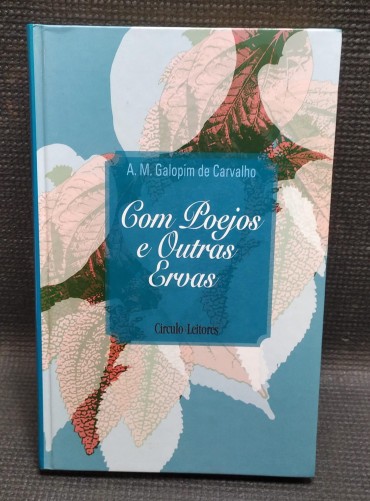 A. M. Galopim de Carvalho
Com Poejos
e Outras
Ervas
Círculo Leitores